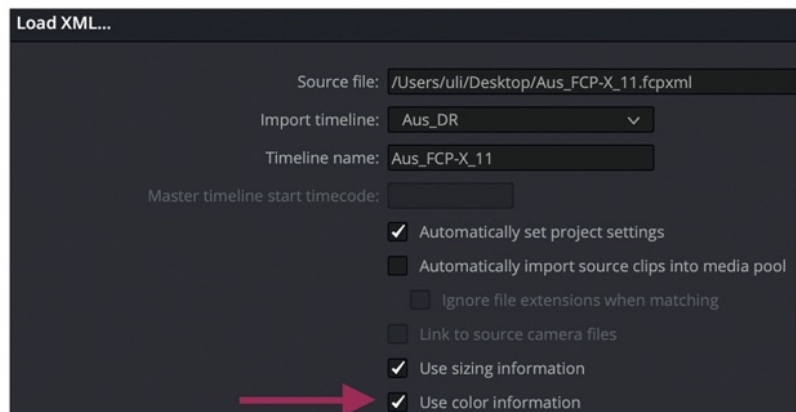 Load XML...
Source file: /Users/uli/Desktop/Aus_FCP-X_11.fcpxml
Import timeline: Aus_DR
Timeline name: Aus_FCP-X_11
Master timeline start timecode:
Automatically set project settings
Automatically import source clips into media pool
Ignore file extensions when matching
Link to source camera files
Use sizing information
Use color information